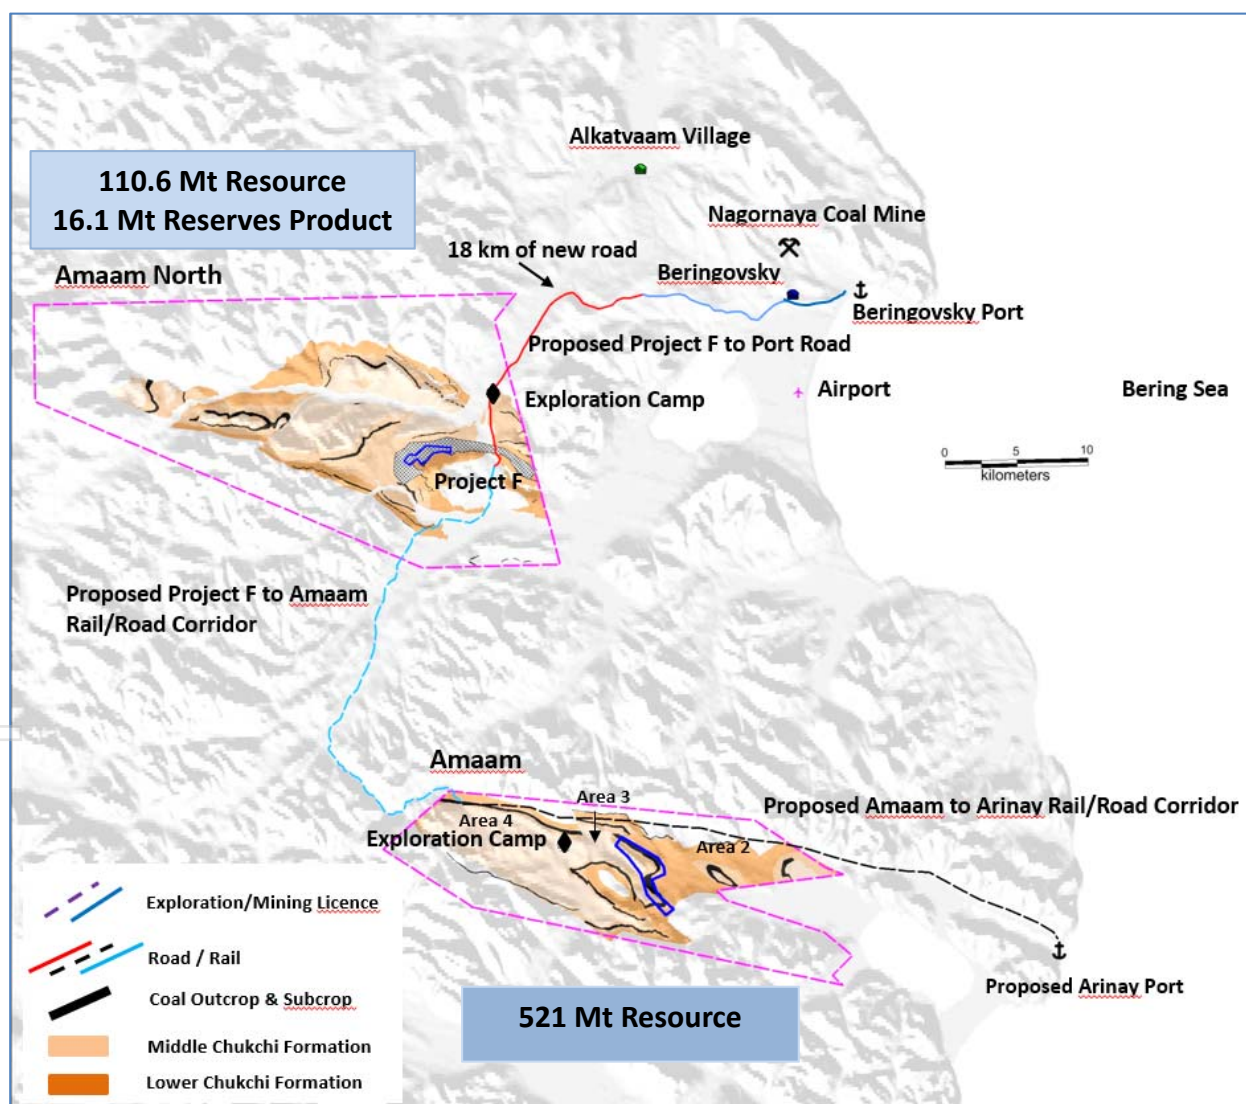 Alkatvaam Village
110.6 Mt Resource
16.1 Mt Reserves Product
Nagornaya Coal Mine
18 km of new road
Beringovsky
Amaam North
Beringovsky Port
Proposed Project F to Port Road
Exploration Camp
Airport
Bering Sea
0 5 10
kilometers
Project F
Proposed Project F to Amaam
Rail/Road Corridor
Amaam
Area 3
Proposed Amaam to Arinay Rail/Road Corridor
Area 4
Exploration Camp
Area 2
Exploration/Mining Licence
Road / Rail
Coal Outcrop & Subcrop
Middle Chukchi Formation
Lower Chukchi Formation
Proposed Arinay Port
521 Mt Resource